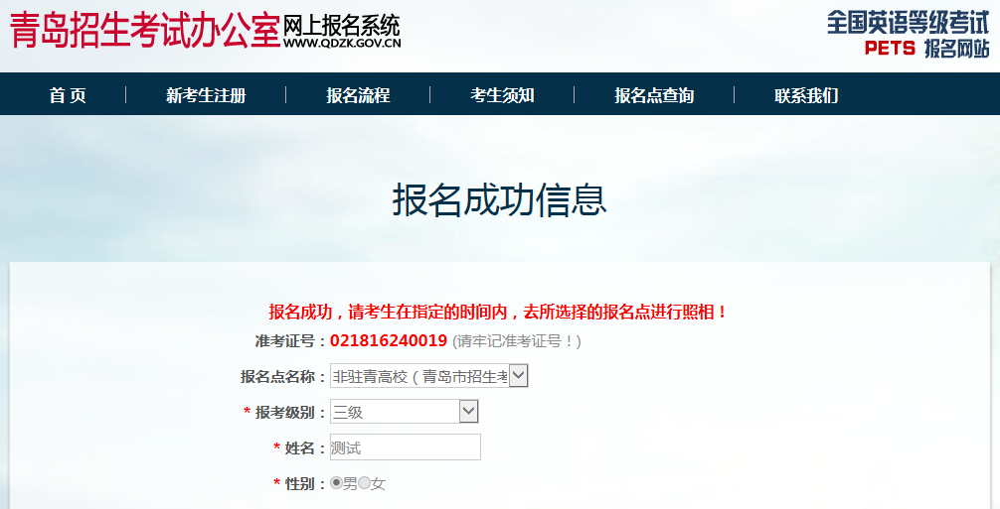 青岛招生考试办公室 网上报名系统
WWW.QDZK.GOV.CN
全国英语等级考试
PETS 报名网站
首 页 新考生注册 报名流程 考生须知 报名点查询 联系我们
报名成功信息
报名成功，请考生在指定的时间内，去所选择的报名点进行照相！
准考证号：021816240019 (请牢记准考证号！)
报名点名称：非驻青高校（青岛市招生考
* 报考级别：三级
* 姓名：测试
* 性别：男女